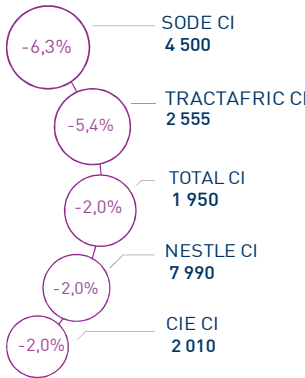 -6,3%
SODE CI
4 500
-5,4%
TRACTAFRIC CI
2 555
-2,0%
TOTAL CI
1 950
-2,0%
NESTLE CI
7 990
-2,0%
CIE CI
2 010